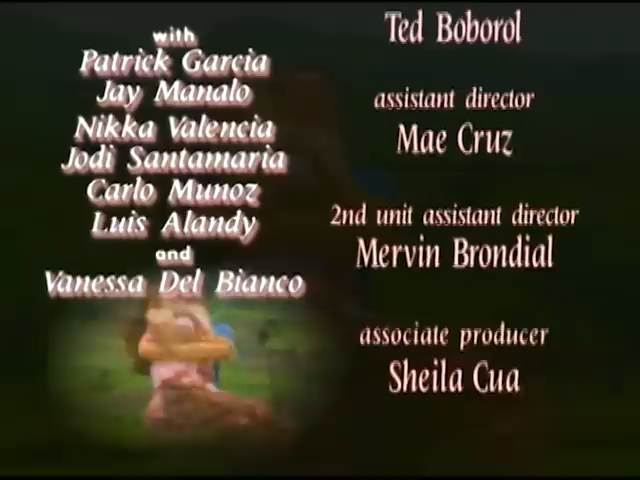 with
Patrick Garcia
Jay Manalo
Nikka Valencia
Jodi Santamaria
Carlo Munoz
Luis Alandy
and
Vanessa Del Bianco
Ted Boborol
assistant director
Mae Cruz
2nd unit assistant director
Mervin Brondial
associate producer
Sheila Cua